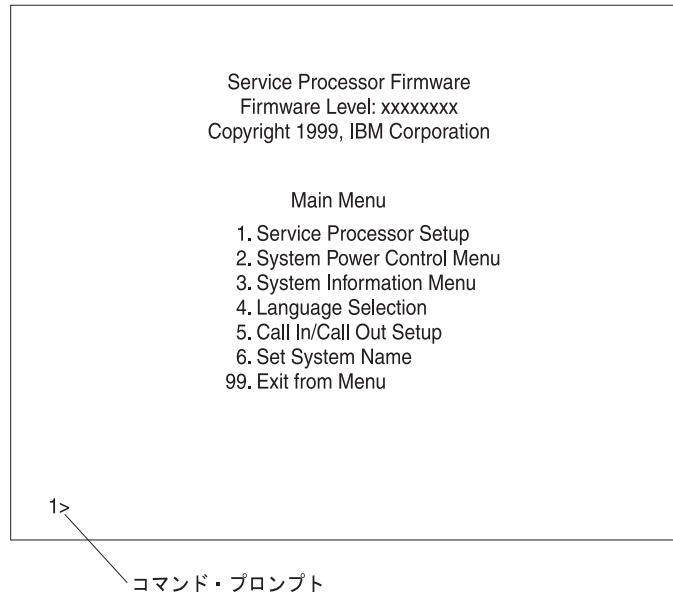 Service Processor Firmware
Firmware Level: xxxxxxxx
Copyright 1999, IBM Corporation
Main Menu
1. Service Processor Setup
2. System Power Control Menu
3. System Information Menu
4. Language Selection
5. Call In/Call Out Setup
6. Set System Name
99. Exit from Menu
1>
コマンド・プロンプト